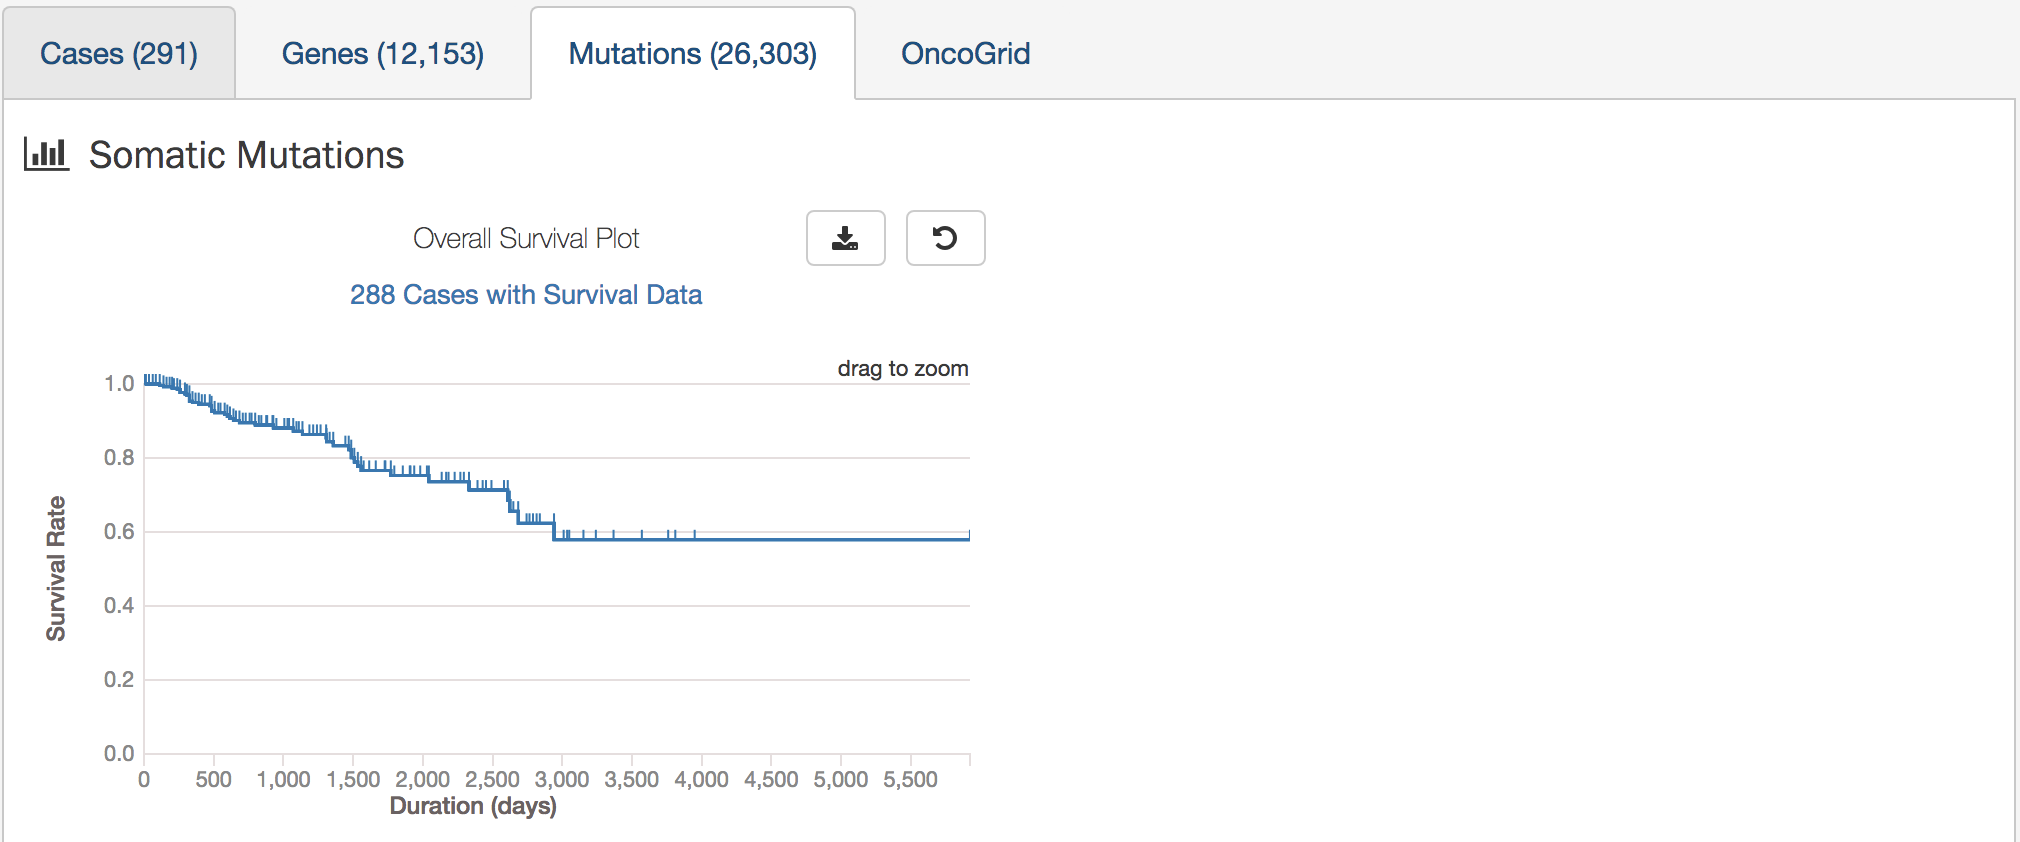 Cases (291) Genes (12,153) Mutations (26,303) OncoGrid
Somatic Mutations
Overall Survival Plot
288 Cases with Survival Data
drag to zoom
1.0
0.8
0.6
0.4
0.2
0.0
Survival Rate
0 500 1,000 1,500 2,000 2,500 3,000 3,500 4,000 4,500 5,000 5,500
Duration (days)